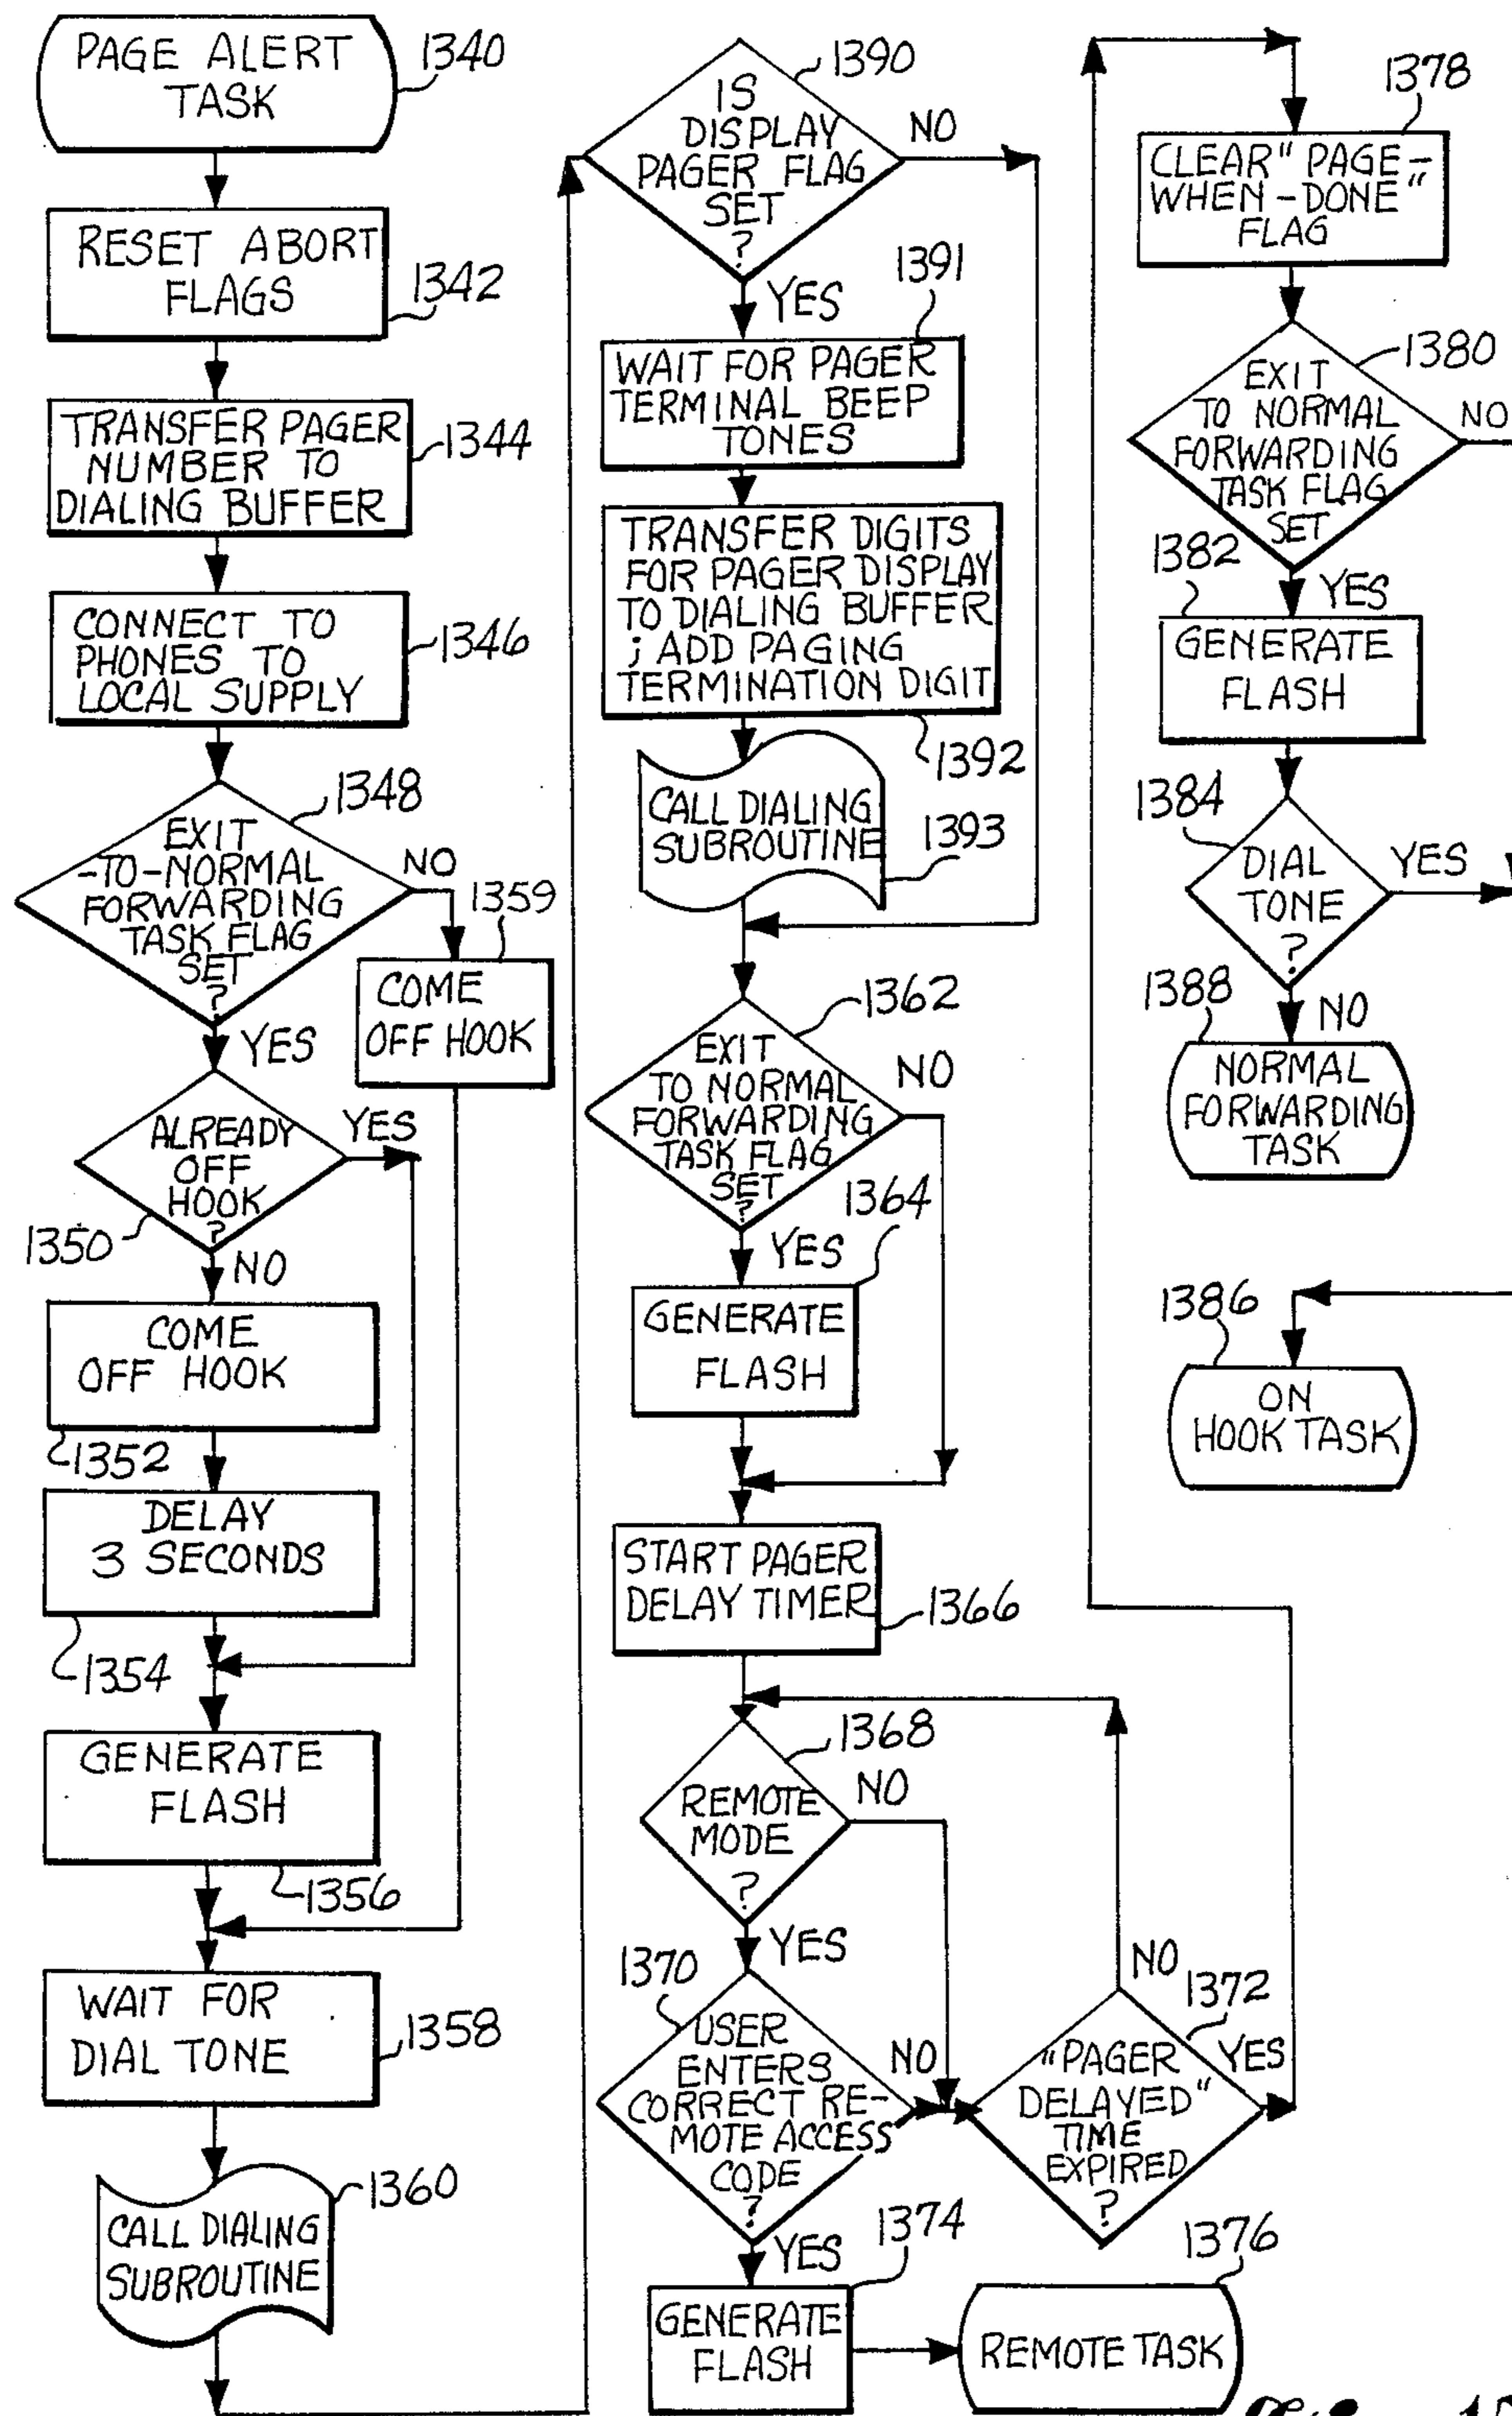 PAGE ALERT
TASK
1340
RESET ABORT
FLAGS
1342
TRANSFER PAGER
NUMBER TO
DIALING BUFFER
1344
CONNECT TO
PHONES TO
LOCAL SUPPLY
1346
1348
EXIT
-TO-NORMAL
FORWARDING
TASK FLAG
SET
?
NO
1359
COME
OFF HOOK
YES
ALREADY
OFF
HOOK
?
YES
1350
NO
COME
OFF HOOK
1352
DELAY
3 SECONDS
1354
GENERATE
FLASH
1356
WAIT FOR
DIAL TONE
1358
1360
CALL DIALING
SUBROUTINE
1390
IS
DISPLAY
PAGER FLAG
SET
?
NO
YES
1391
WAIT FOR PAGER
TERMINAL BEEP
TONES
TRANSFER DIGITS
FOR PAGER DISPLAY
TO DIALING BUFFER
; ADD PAGING
TERMINATION DIGIT
1392
CALL DIALING
SUBROUTINE
1393
1362
EXIT
TO NORMAL
FORWARDING
TASK FLAG
SET
?
NO
1364
YES
GENERATE
FLASH
START PAGER
DELAY TIMER
1366
1368
REMOTE
MODE
?
NO
YES
1370
USER
ENTERS
CORRECT RE-
MOTE ACCESS
CODE
?
NO
NO
1372
"PAGER
DELAYED"
TIME
EXPIRED
?
YES
YES
1374
GENERATE
FLASH
1376
REMOTE TASK
1378
CLEAR "PAGE-
WHEN-DONE"
FLAG
1380
EXIT
TO NORMAL
FORWARDING
TASK FLAG
SET
NO
1382
YES
GENERATE
FLASH
1384
DIAL
TONE
?
YES
1388
NO
NORMAL
FORWARDING
TASK
1386
ON
HOOK TASK